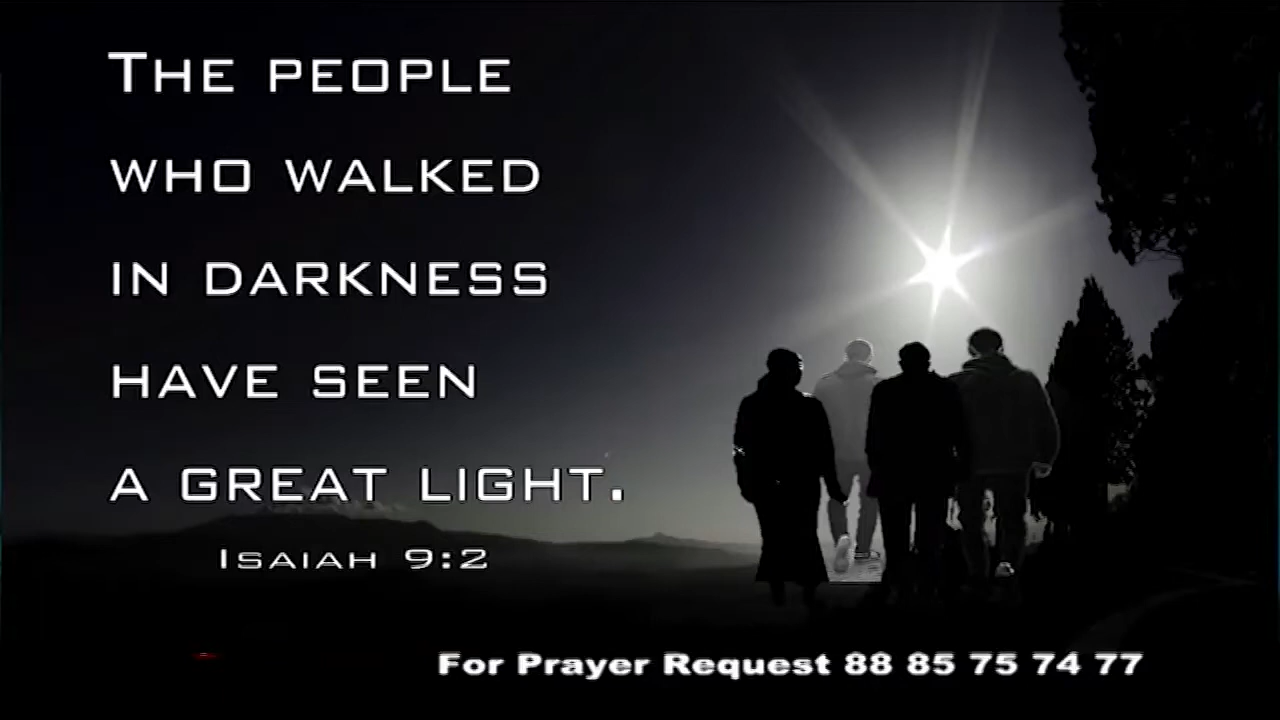 THE PEOPLE
WHO WALKED
IN DARKNESS
HAVE SEEN
A GREAT LIGHT.
ISAIAH 9:2
For Prayer Request 88 85 75 74 77